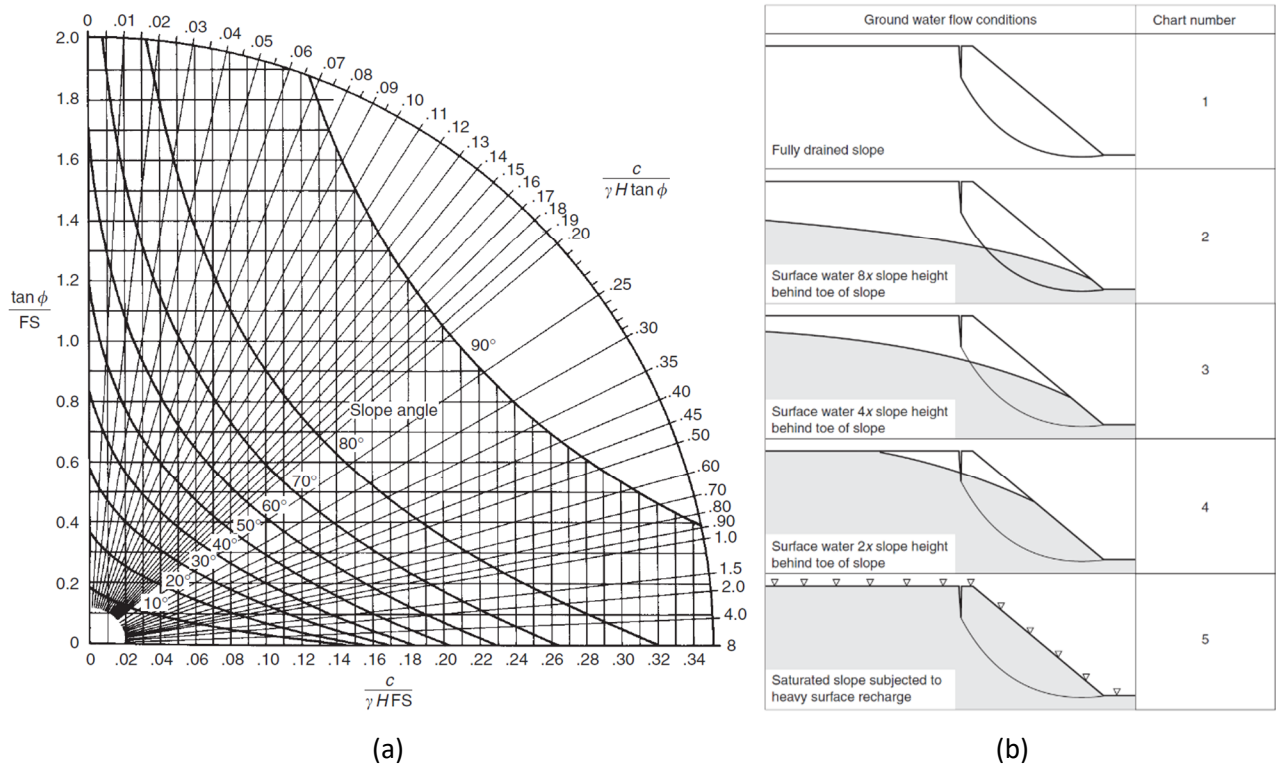 0 .01 .02 .03 .04 .05 .06 .07 .08 .09 .10 .11 .12 .13 .14 .15 .16 .17 .18 .19 .20 .25 .30 .35 .40 .45 .50 .60 .70 .80 .90 1.0 1.5 2.0 4.0 8
c
γ H tan ϕ
2.0
1.8
1.6
1.4
1.2
1.0
0.8
0.6
0.4
0.2
0
tan ϕ
FS
90°
Slope angle
80°
70°
60°
50°
40°
30°
20°
10°
0 .02 .04 .06 .08 .10 .12 .14 .16 .18 .20 .22 .24 .26 .28 .30 .32 .34
c
γ H FS
(a)
Ground water flow conditions Chart number
Fully drained slope
1
Surface water 8x slope height
behind toe of slope
2
Surface water 4x slope height
behind toe of slope
3
Surface water 2x slope height
behind toe of slope
4
Saturated slope subjected to
heavy surface recharge
5
(b)